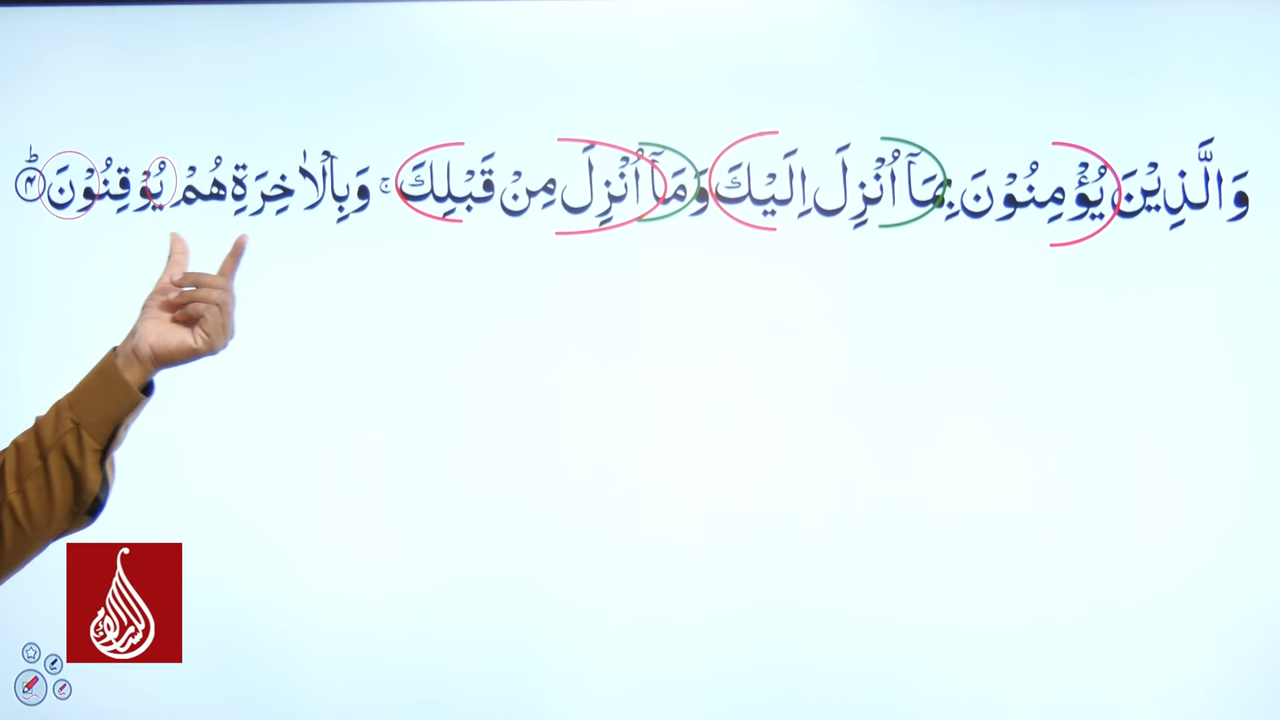 وَالَّذِيْنَ يُؤْمِنُوْنَ بِمَآ اُنْزِلَ اِلَيْكَ وَمَآ اُنْزِلَ مِنْ قَبْلِكَ ۚ وَبِالْاٰخِرَةِ هُمْ يُوْقِنُوْنَ ؕ﴿۴﴾